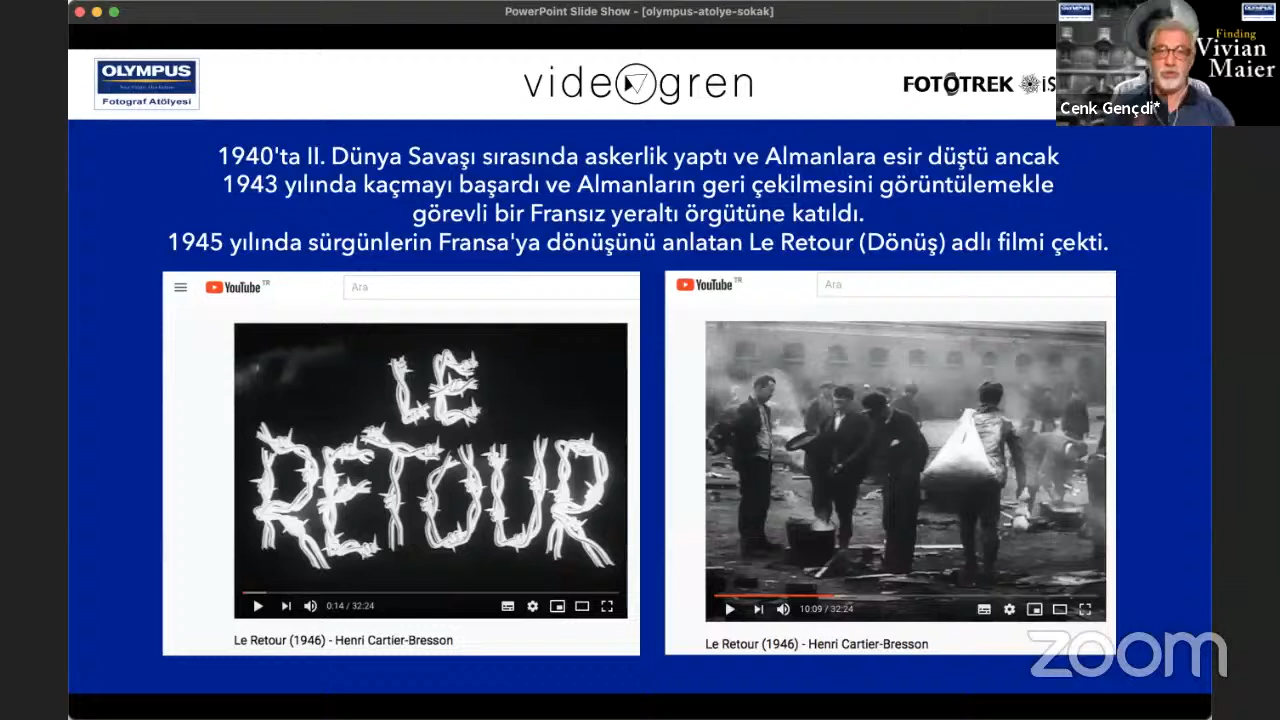 PowerPoint Slide Show - [olympus-atolye-sokak]
OLYMPUS
Fotograf Atölyesi
videogren
FOTOTREK
Finding
Vivian
Maier
Cenk Gençdi*
1940'ta II. Dünya Savaşı sırasında askerlik yaptı ve Almanlara esir düştü ancak
1943 yılında kaçmayı başardı ve Almanların geri çekilmesini görüntülemekle
görevli bir Fransız yeraltı örgütüne katıldı.
1945 yılında sürgünlerin Fransa'ya dönüşünü anlatan Le Retour (Dönüş) adlı filmi çekti.
YouTube TR
Ara
LE
RETOUR
0:14 / 32:24
Le Retour (1946) - Henri Cartier-Bresson
YouTube TR
Ara
10:09 / 32:24
Le Retour (1946) - Henri Cartier-Bresson
zoom